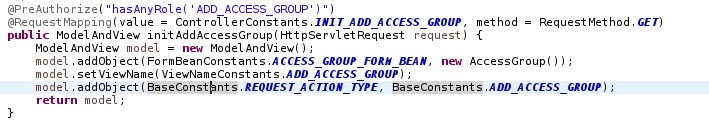 @PreAuthorize("hasAnyRole('ADD_ACCESS_GROUP')")
@RequestMapping(value = ControllerConstants.INIT_ADD_ACCESS_GROUP, method = RequestMethod.GET)
public ModelAndView initAddAccessGroup(HttpServletRequest request) {
    ModelAndView model = new ModelAndView();
    model.addObject(FormBeanConstants.ACCESS_GROUP_FORM_BEAN, new AccessGroup());
    model.setViewName(ViewNameConstants.ADD_ACCESS_GROUP);
    model.addObject(BaseConstants.REQUEST_ACTION_TYPE, BaseConstants.ADD_ACCESS_GROUP);
    return model;
}